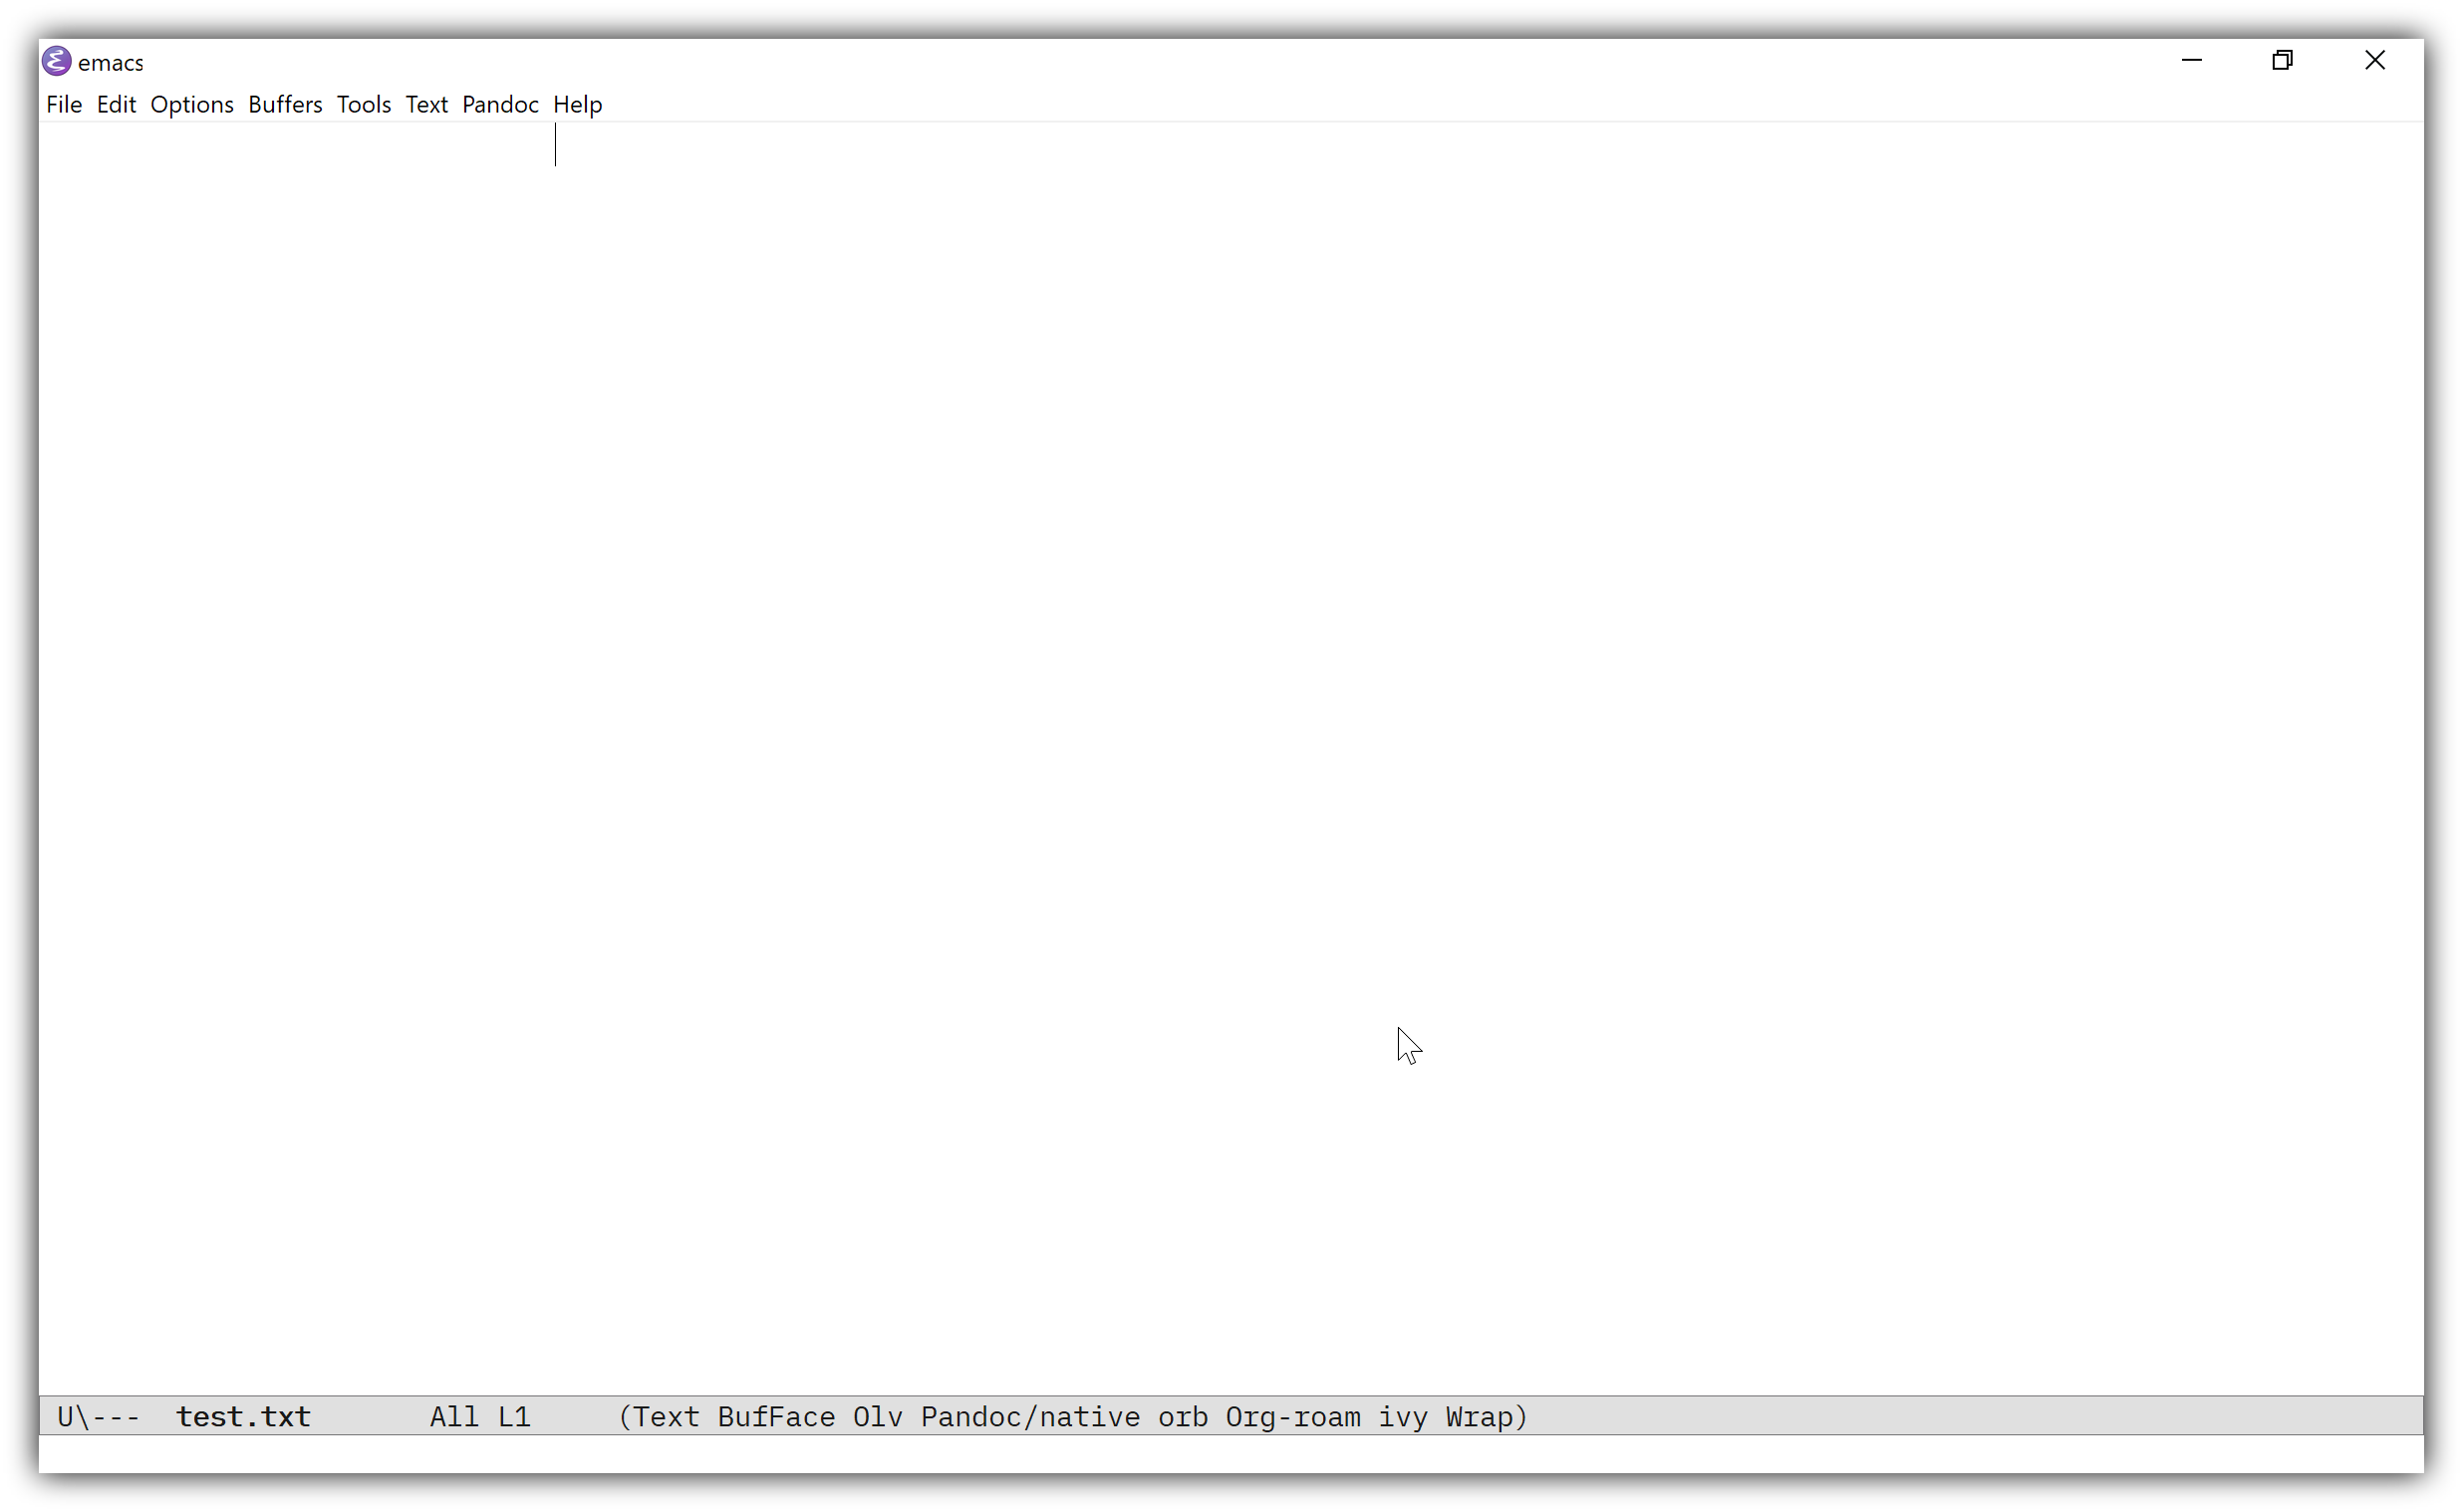 emacs
File Edit Options Buffers Tools Text Pandoc Help
U\--- test.txt All L1 (Text BufFace Olv Pandoc/native orb Org-roam ivy Wrap)